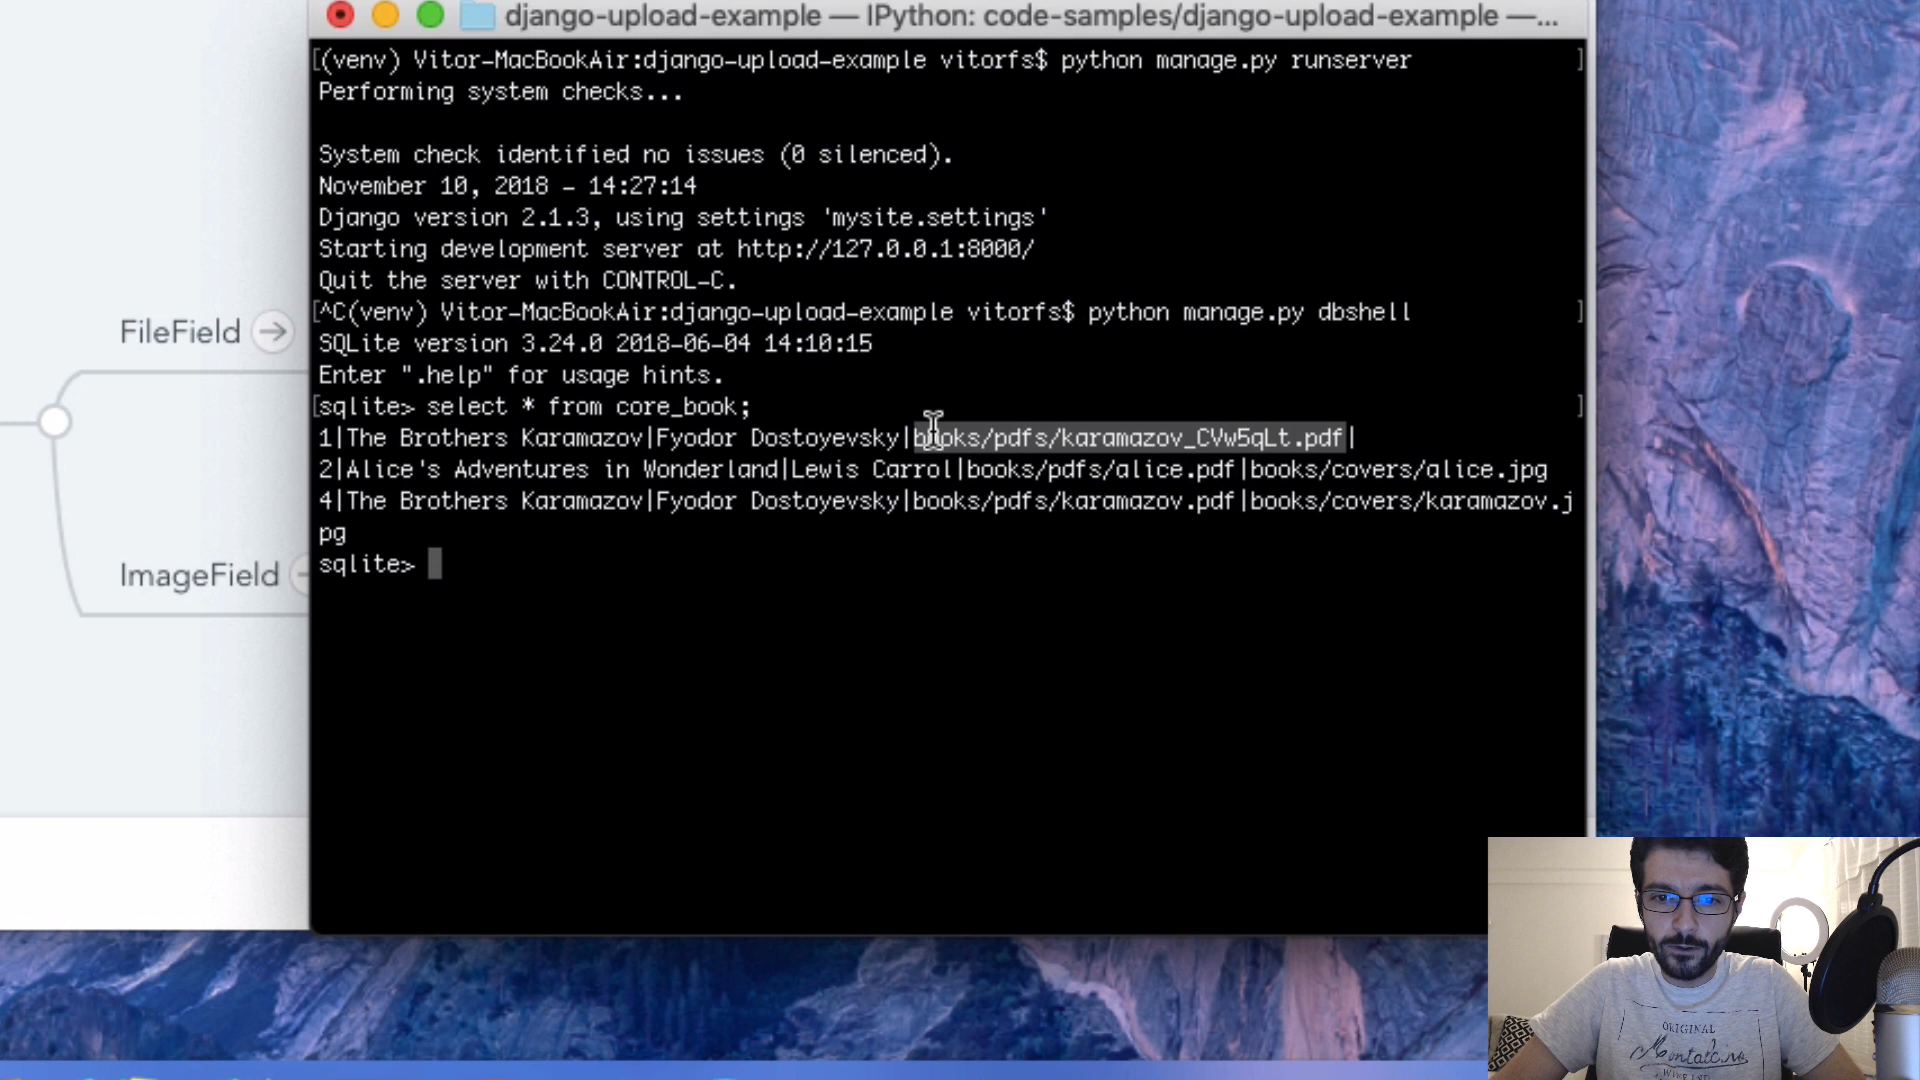 django-upload-example — IPython: code-samples/django-upload-example —...
[(venv) Vitor-MacBookAir:django-upload-example vitorfs$ python manage.py runserver ]
Performing system checks...
System check identified no issues (0 silenced).
November 10, 2018 - 14:27:14
Django version 2.1.3, using settings 'mysite.settings'
Starting development server at http://127.0.0.1:8000/
Quit the server with CONTROL-C.
[^C(venv) Vitor-MacBookAir:django-upload-example vitorfs$ python manage.py dbshell ]
SQLite version 3.24.0 2018-06-04 14:10:15
Enter ".help" for usage hints.
[sqlite> select * from core_book; ]
1|The Brothers Karamazov|Fyodor Dostoyevsky|books/pdfs/karamazov_CVw5qLt.pdf|
2|Alice's Adventures in Wonderland|Lewis Carrol|books/pdfs/alice.pdf|books/covers/alice.jpg
4|The Brothers Karamazov|Fyodor Dostoyevsky|books/pdfs/karamazov.pdf|books/covers/karamazov.j
pg
sqlite>
FileField
ImageField
ORIGINAL